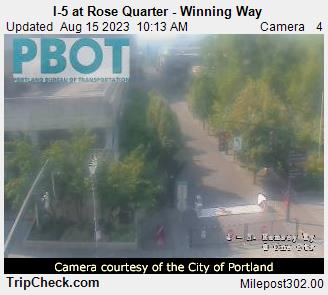 I-5 at Rose Quarter - Winning Way
Updated Aug 15 2023 10:13 AM Camera 4
PBOT
PORTLAND BUREAU OF TRANSPORTATION
Camera courtesy of the City of Portland
TripCheck.com Milepost302.00